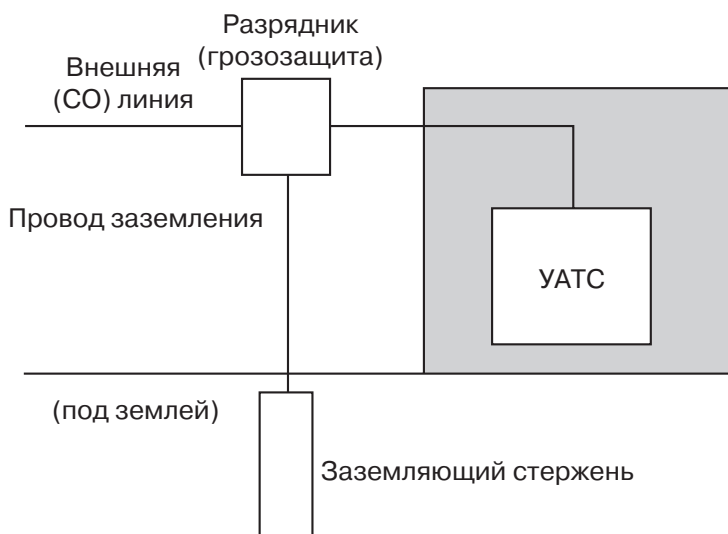 Разрядник
(грозозащита)
Внешняя
(CO) линия
Провод заземления
УАТС
(под землей)
Заземляющий стержень